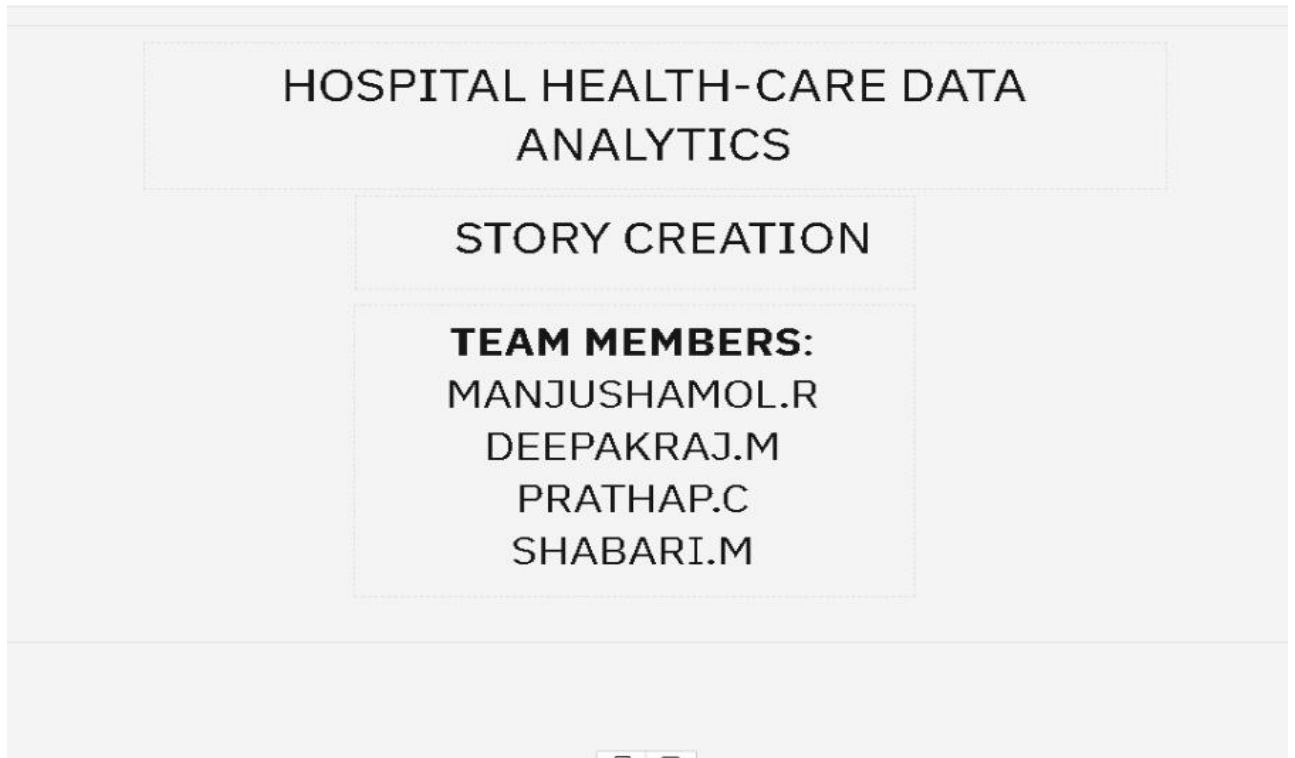 HOSPITAL HEALTH-CARE DATA
ANALYTICS
STORY CREATION
TEAM MEMBERS:
MANJUSHAMOL.R
DEEPAKRAJ.M
PRATHAP.C
SHABARI.M